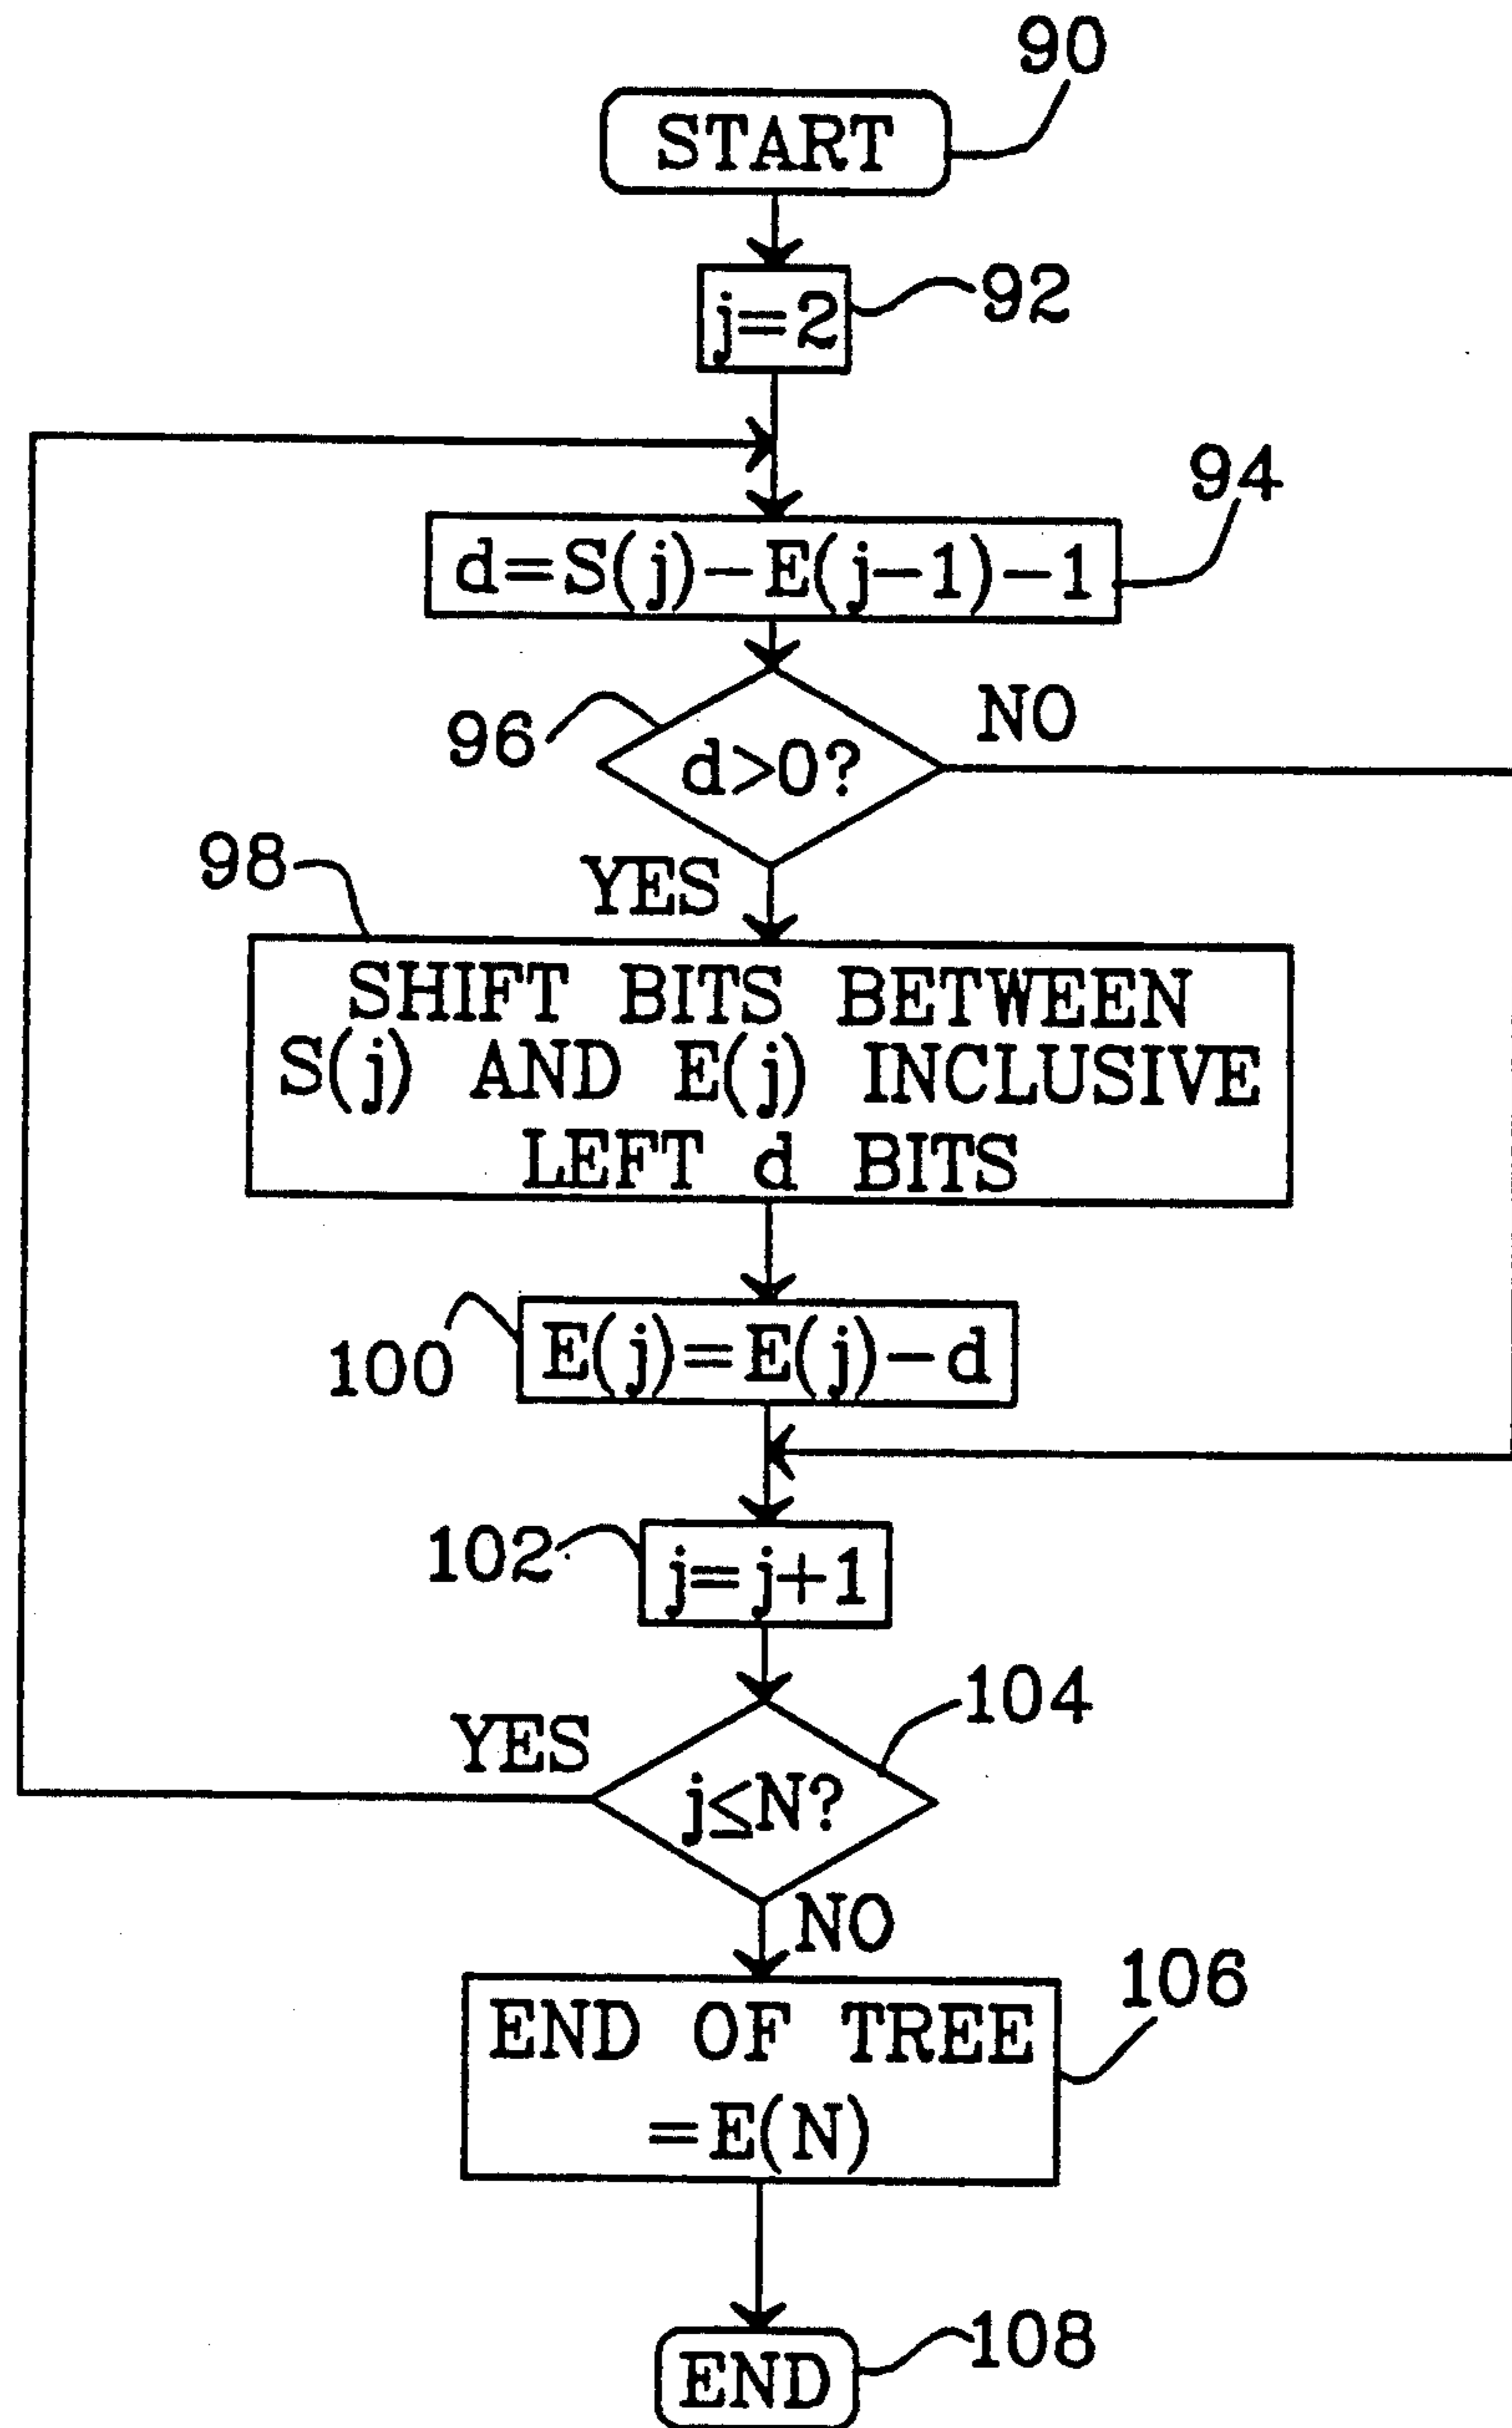 90
START
j=2
92
94
d=S(j)-E(j-1)-1
96
d>0?
NO
YES
98
SHIFT BITS BETWEEN
S(j) AND E(j) INCLUSIVE
LEFT d BITS
100
E(j)=E(j)-d
102
j=j+1
104
YES
j≤N?
NO
106
END OF TREE
=E(N)
108
END